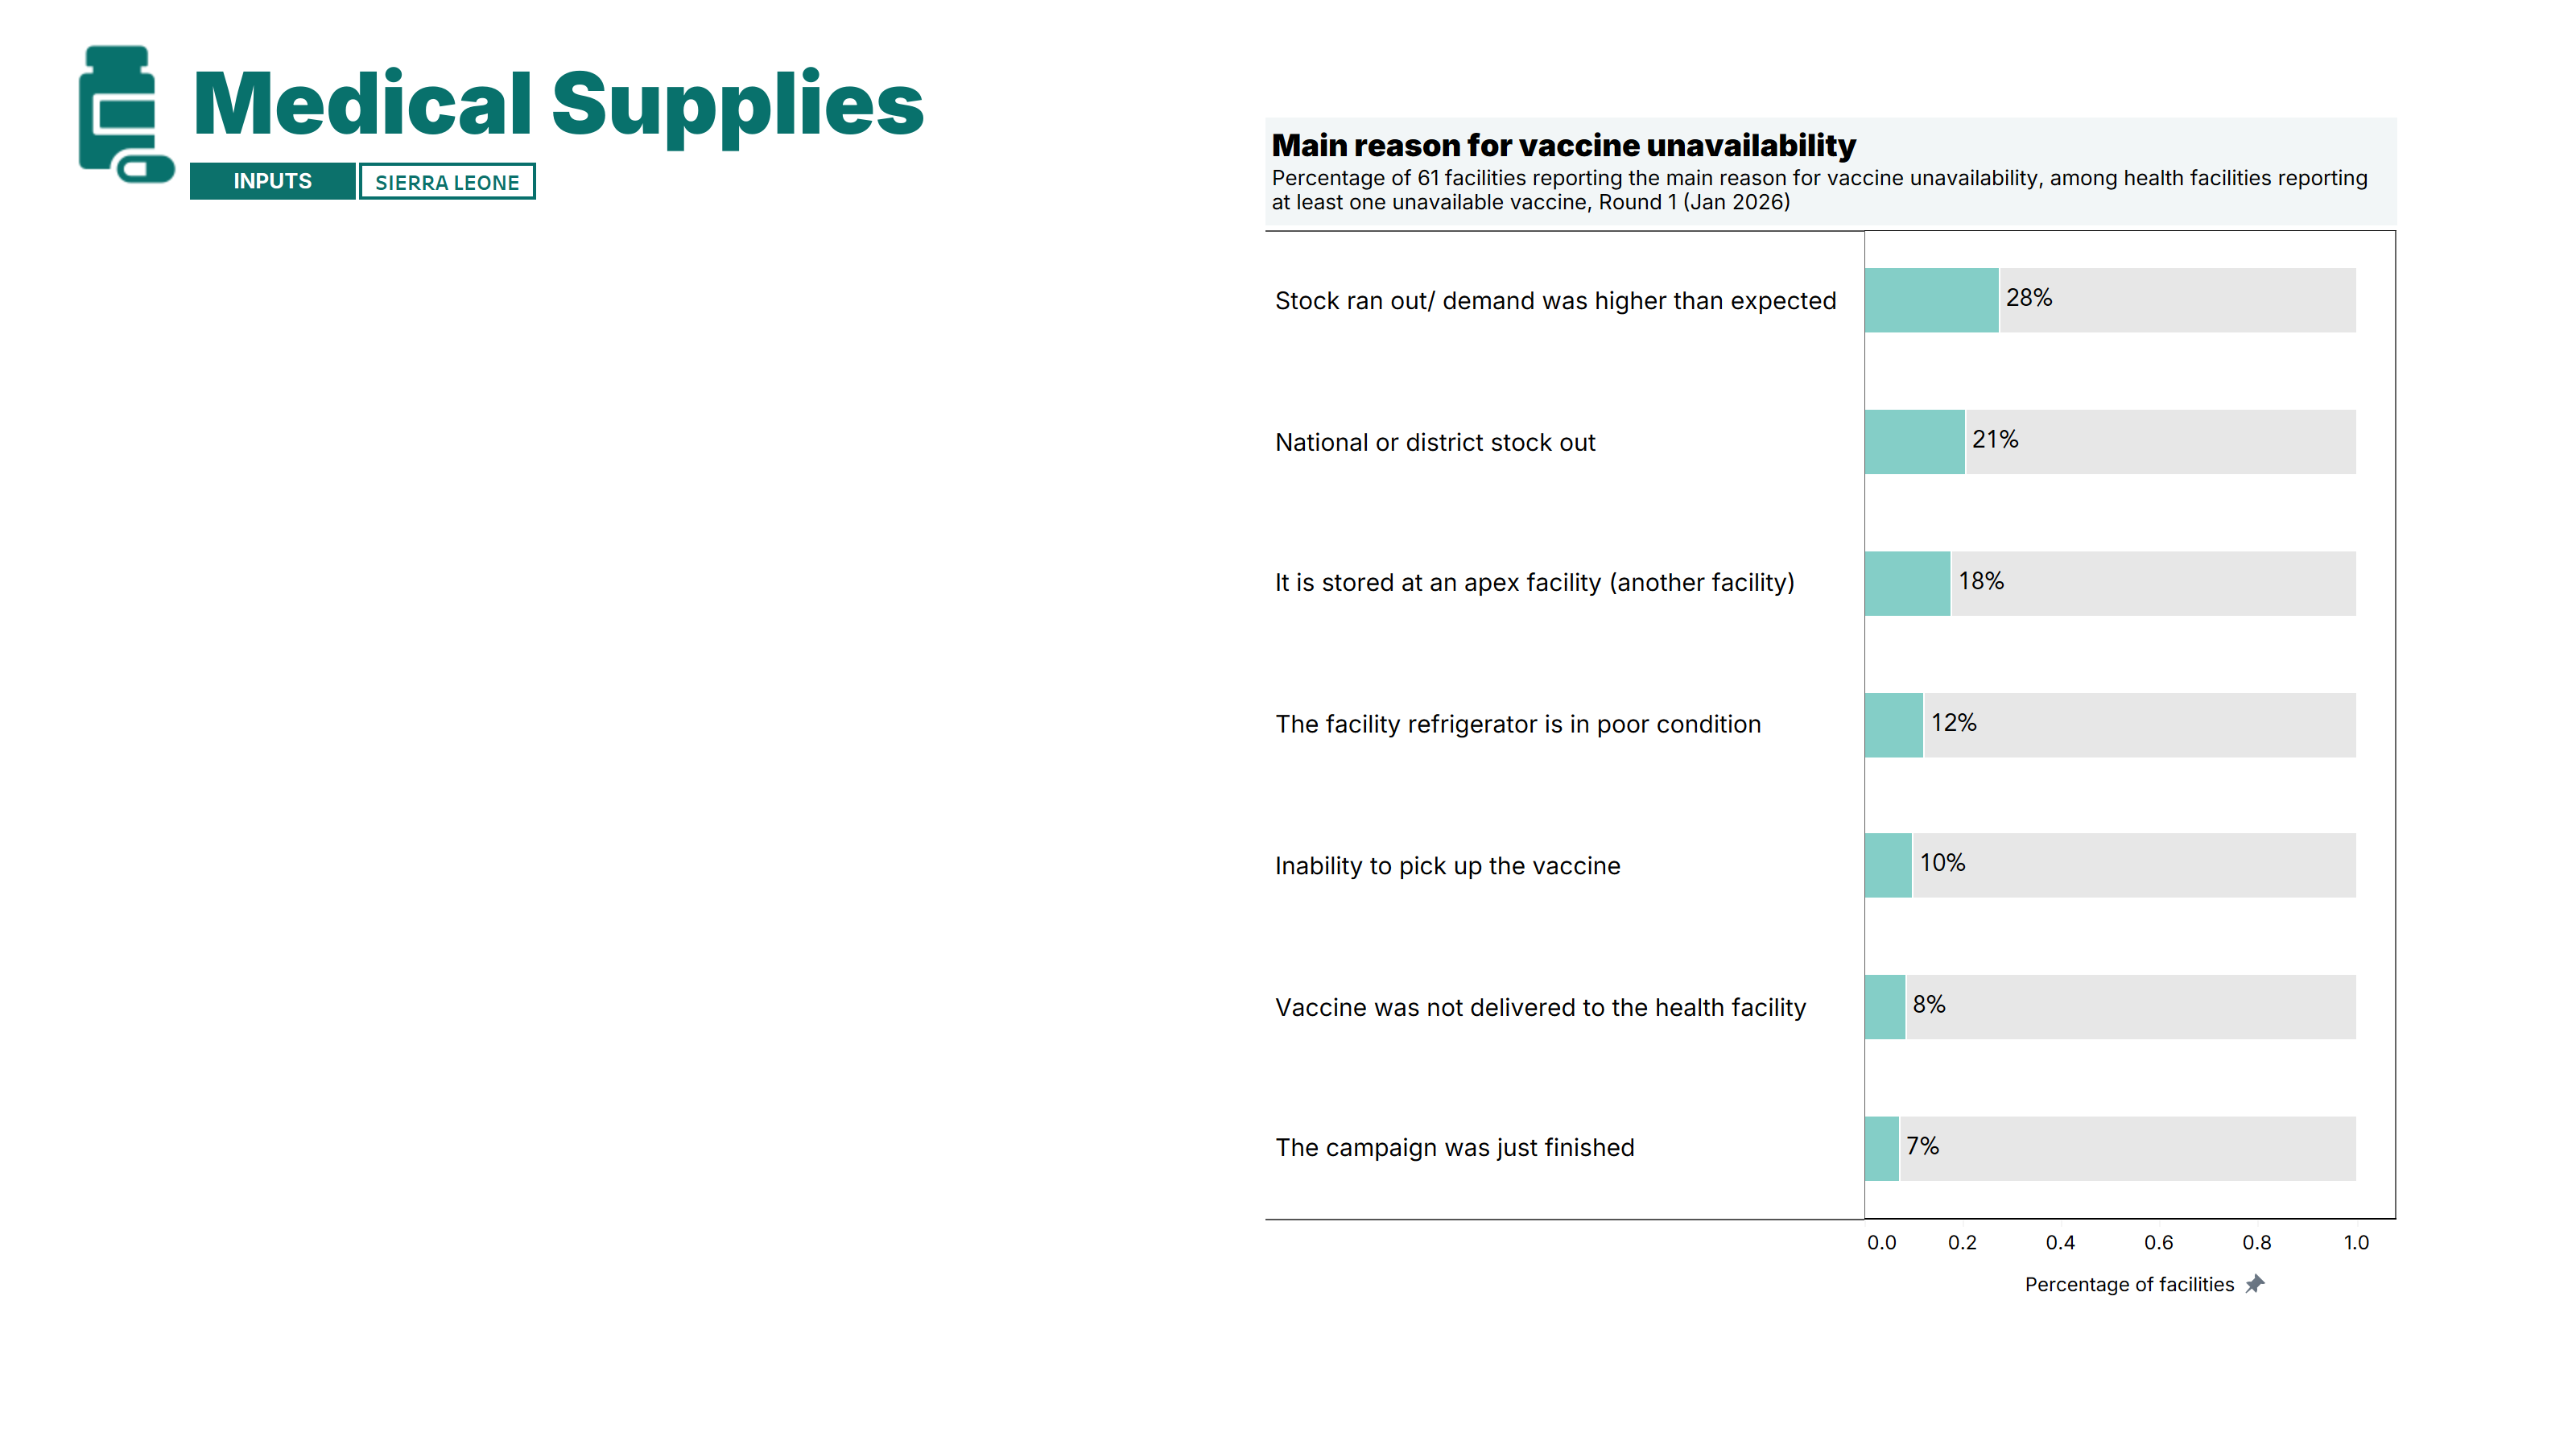 Medical Supplies
INPUTS
SIERRA LEONE
Main reason for vaccine unavailability
Percentage of 61 facilities reporting the main reason for vaccine unavailability, among health facilities reporting
at least one unavailable vaccine, Round 1 (Jan 2026)
Stock ran out/ demand was higher than expected
28%
National or district stock out
21%
It is stored at an apex facility (another facility)
18%
The facility refrigerator is in poor condition
12%
Inability to pick up the vaccine
10%
Vaccine was not delivered to the health facility
8%
The campaign was just finished
7%
0.0 0.2 0.4 0.6 0.8 1.0
Percentage of facilities